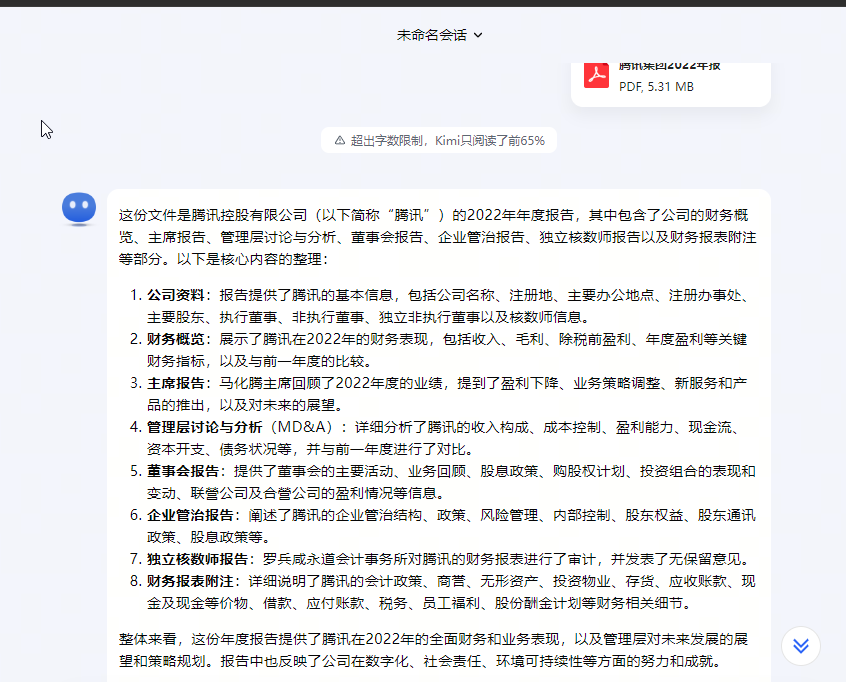 未命名会话
腾讯集团2022年报
PDF, 5.31 MB
超出字数限制，Kimi只阅读了前65%
这份文件是腾讯控股有限公司（以下简称“腾讯”）的2022年年度报告，其中包含了公司的财务概
览、主席报告、管理层讨论与分析、董事会报告、企业管治报告、独立核数师报告以及财务报表附注
等部分。以下是核心内容的整理：
1. 公司资料：报告提供了腾讯的基本信息，包括公司名称、注册地、主要办公地点、注册办事处、
主要股东、执行董事、非执行董事、独立非执行董事以及核数师信息。
2. 财务概览：展示了腾讯在2022年的财务表现，包括收入、毛利、除税前盈利、年度盈利等关键
财务指标，以及与前一年度的比较。
3. 主席报告：马化腾主席回顾了2022年度的业绩，提到了盈利下降、业务策略调整、新服务和产
品的推出，以及对未来的展望。
4. 管理层讨论与分析（MD&A）：详细分析了腾讯的收入构成、成本控制、盈利能力、现金流、
资本开支、债务状况等，并与前一年度进行了对比。
5. 董事会报告：提供了董事会的主要活动、业务回顾、股息政策、购股权计划、投资组合的表现和
变动、联营公司及合营公司的盈利情况等信息。
6. 企业管治报告：阐述了腾讯的企业管治结构、政策、风险管理、内部控制、股东权益、股东通讯
政策、股息政策等。
7. 独立核数师报告：罗兵咸永道会计事务所对腾讯的财务报表进行了审计，并发表了无保留意见。
8. 财务报表附注：详细说明了腾讯的会计政策、商誉、无形资产、投资物业、存货、应收账款、现
金及现金等价物、借款、应付账款、税务、员工福利、股份酬金计划等财务相关细节。
整体来看，这份年度报告提供了腾讯在2022年的全面财务和业务表现，以及管理层对未来发展的展
望和策略规划。报告中也反映了公司在数字化、社会责任、环境可持续性等方面的努力和成就。